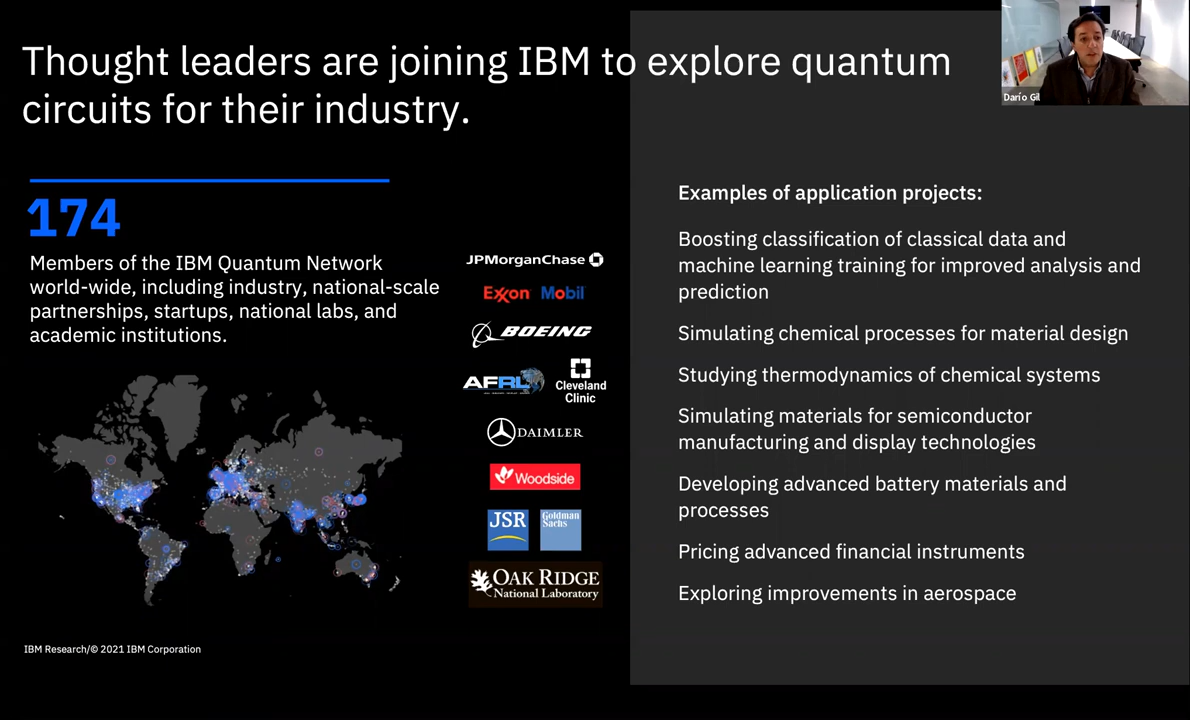 Thought leaders are joining IBM to explore quantum
circuits for their industry.
Darío Gil
174
Members of the IBM Quantum Network
world-wide, including industry, national-scale
partnerships, startups, national labs, and
academic institutions.
JPMorganChase
Exxon Mobil
BOEING
AFRL
Cleveland
Clinic
DAIMLER
Woodside
JSR
Goldman
Sachs
OAK RIDGE
National Laboratory
Examples of application projects:
Boosting classification of classical data and
machine learning training for improved analysis and
prediction
Simulating chemical processes for material design
Studying thermodynamics of chemical systems
Simulating materials for semiconductor
manufacturing and display technologies
Developing advanced battery materials and
processes
Pricing advanced financial instruments
Exploring improvements in aerospace
IBM Research/© 2021 IBM Corporation